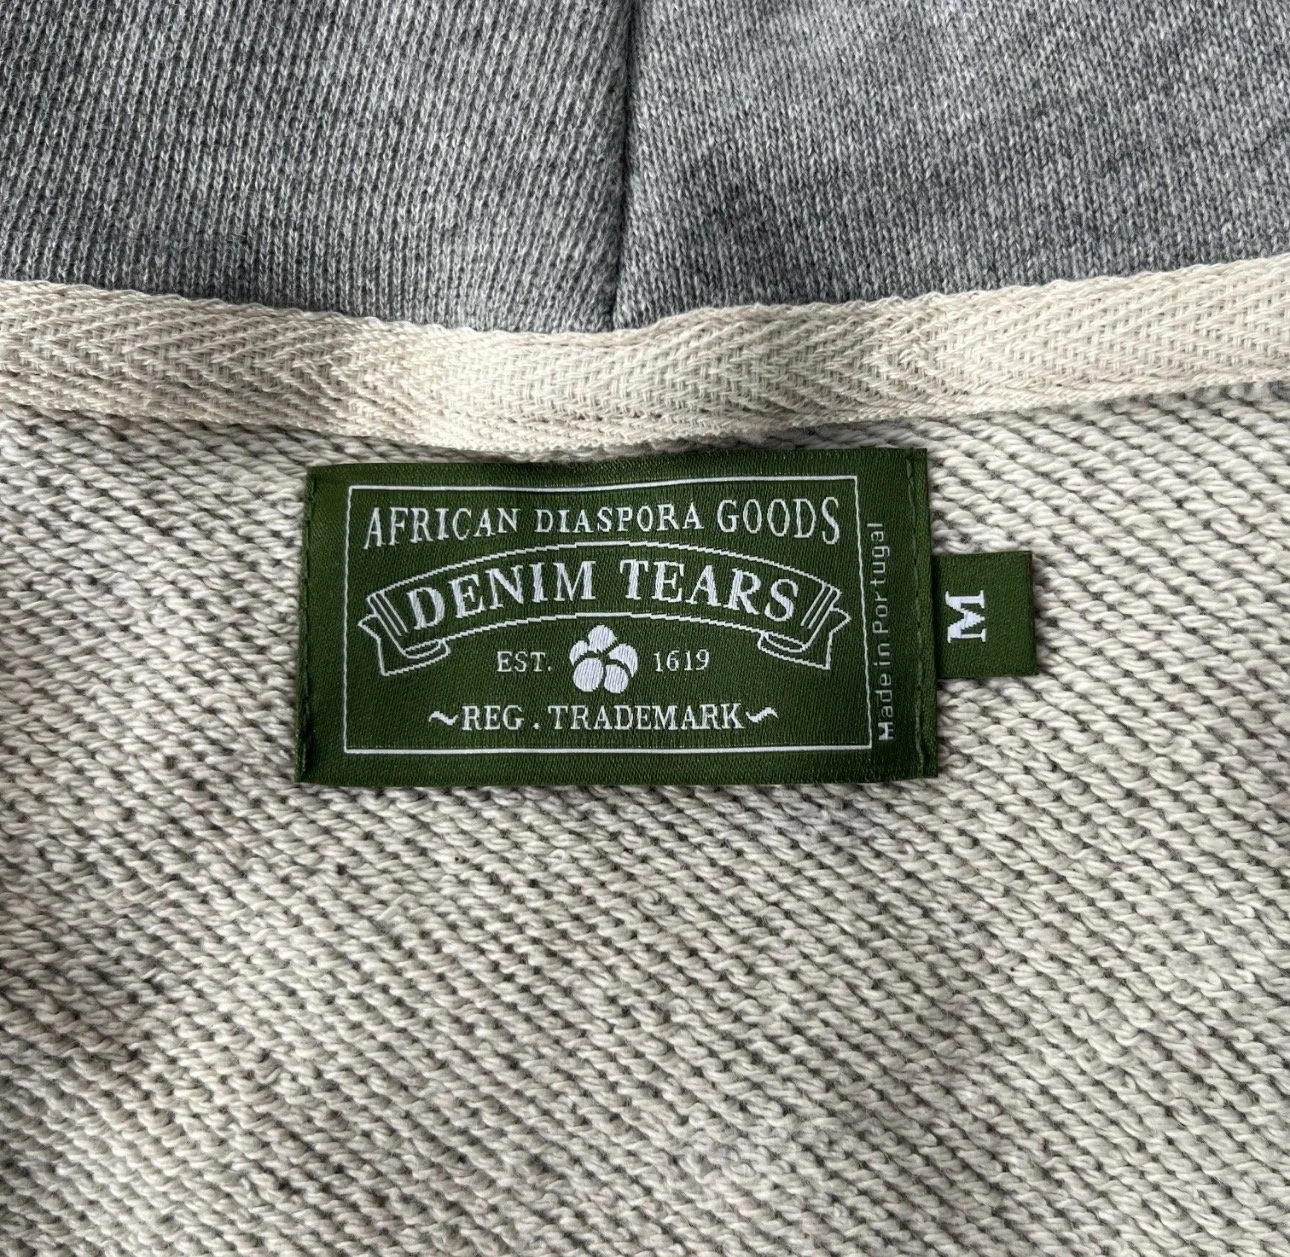 AFRICAN DIASPORA GOODS
DENIM TEARS
EST. 1619
~REG. TRADEMARK~
Made in Portugal
M